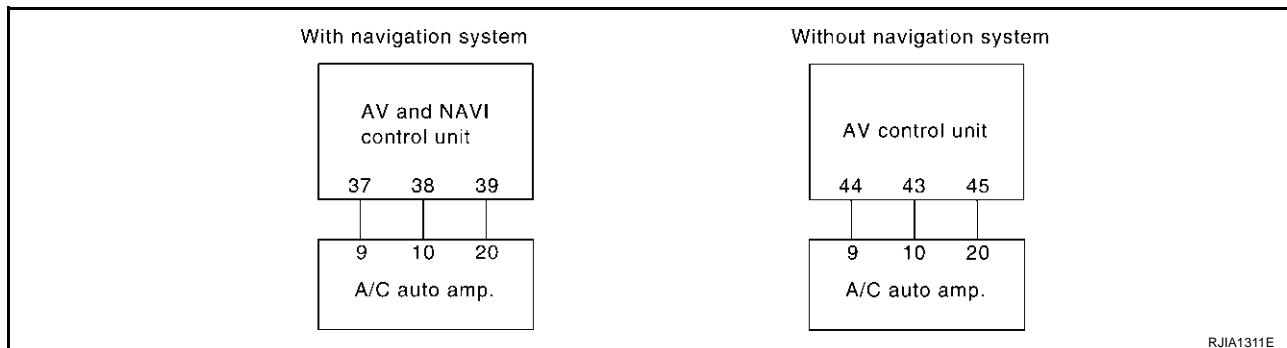 With navigation system
AV and NAVI
control unit
37 38 39
9 10 20
A/C auto amp.
Without navigation system
AV control unit
44 43 45
9 10 20
A/C auto amp.
RJIA1311E